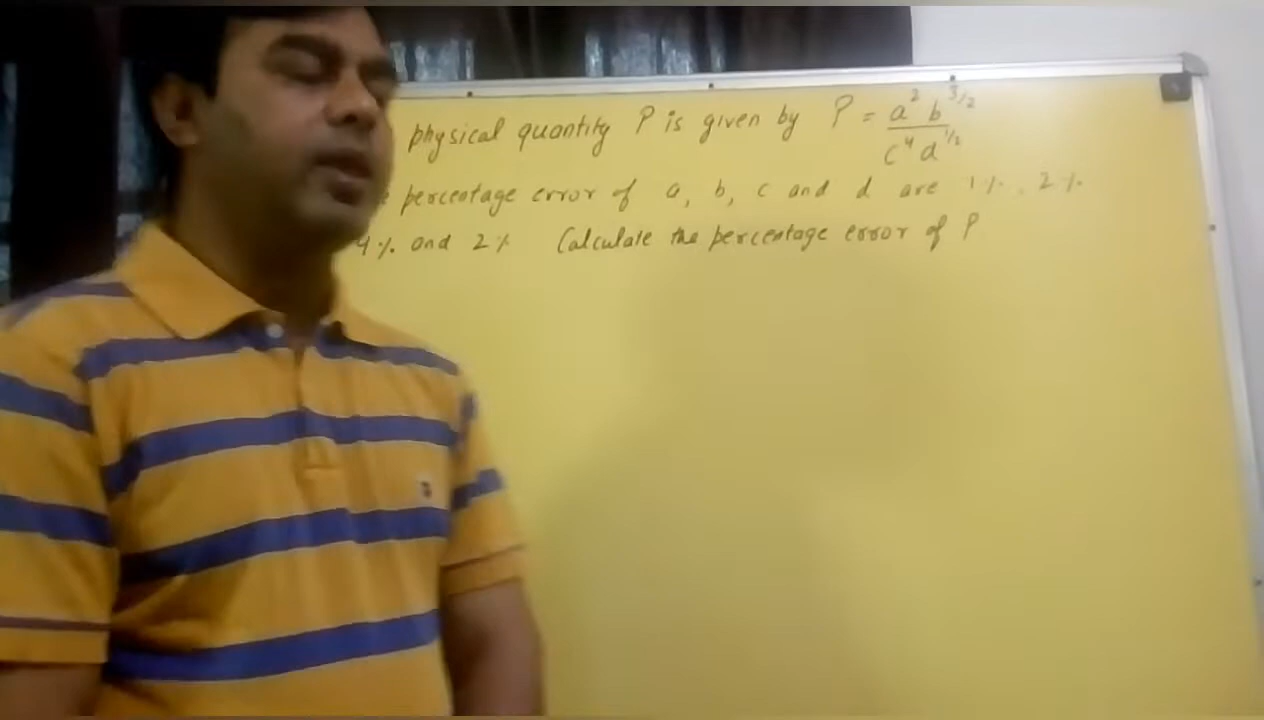 physical quantity P is given by P = a² b^3/2 / c⁴ d^1/2
percentage error of a, b, c and d are 1%, 2%
4% and 2% Calculate the percentage error of P